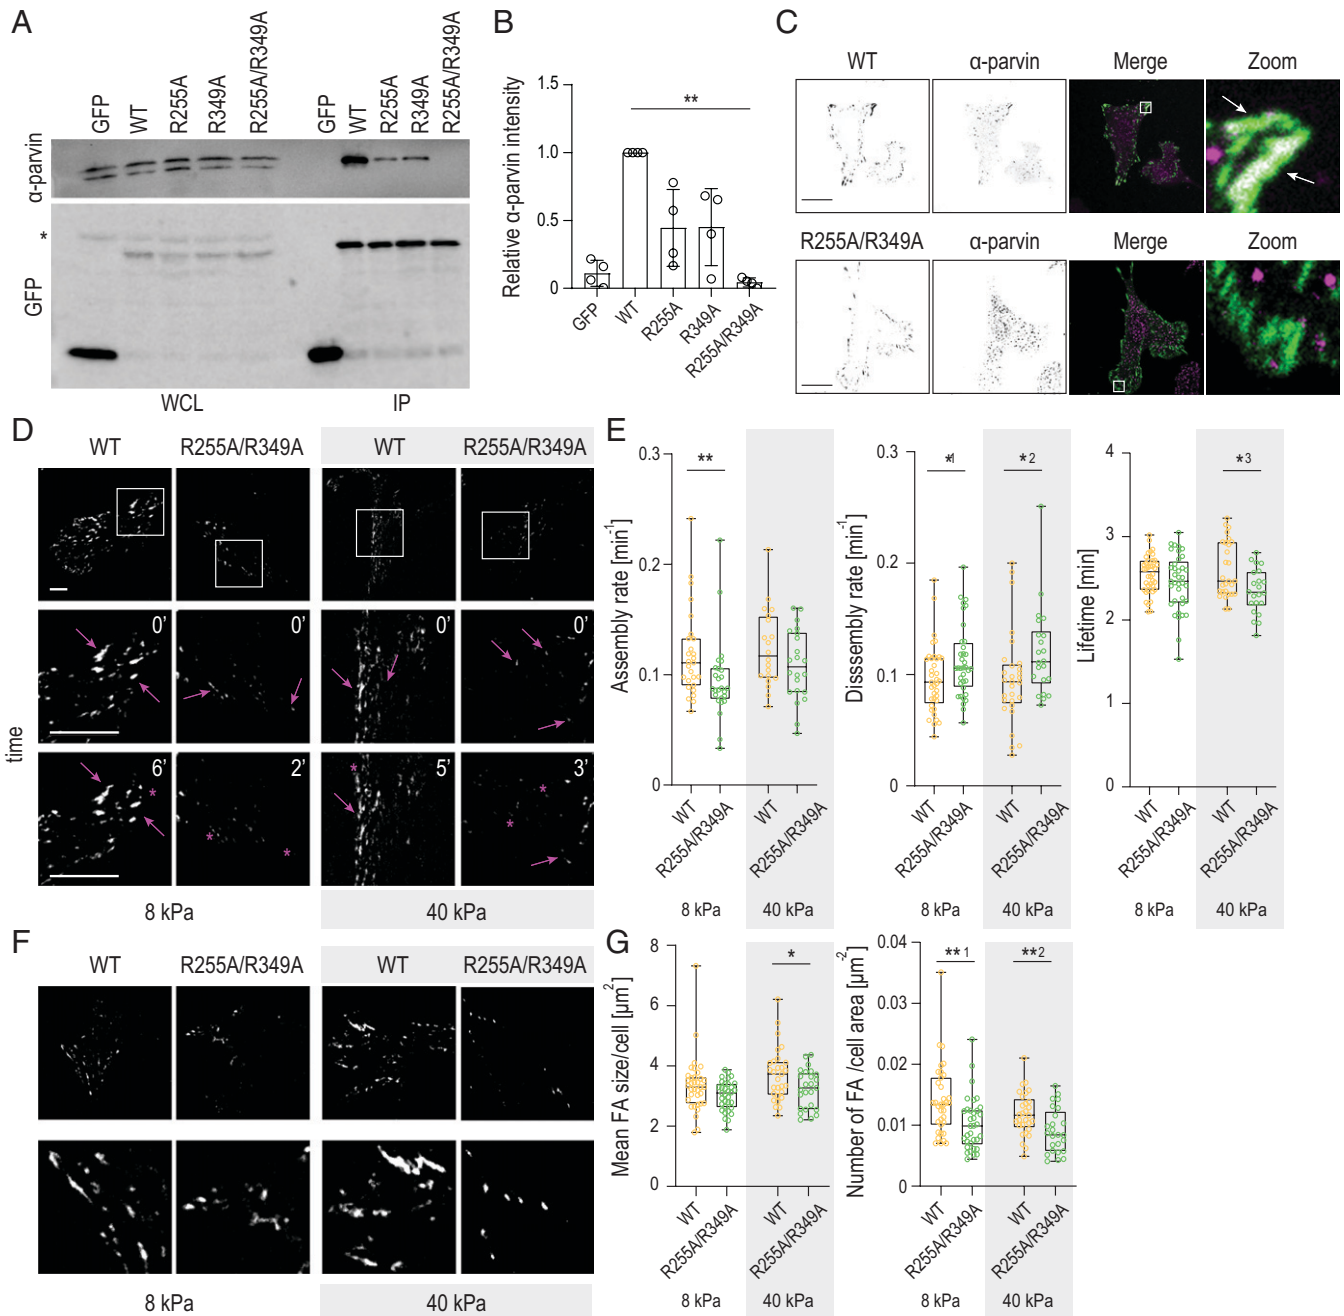 A
GFP
WT
R255A
R349A
R255A/R349A
GFP
WT
R255A
R349A
R255A/R349A
α-parvin
*
GFP
WCL
IP
B
Relative α-parvin intensity
1.5
1.0
0.5
0
**
GFP
WT
R255A
R349A
R255A/R349A
C
WT
α-parvin
Merge
Zoom
R255A/R349A
α-parvin
Merge
Zoom
D
WT
R255A/R349A
WT
R255A/R349A
time
0’
0’
0’
0’
6’
2’
5’
3’
*
*
*
*
*
*
8 kPa
40 kPa
E
Assembly rate [min-1]
0.3
0.2
0.1
0
**
WT
R255A/R349A
WT
R255A/R349A
8 kPa
40 kPa
Disssembly rate [min-1]
0.3
0.2
0.1
0
*1
*2
WT
R255A/R349A
WT
R255A/R349A
8 kPa
40 kPa
Lifetime [min]
4
3
2
1
0
*3
WT
R255A/R349A
WT
R255A/R349A
8 kPa
40 kPa
F
WT
R255A/R349A
WT
R255A/R349A
8 kPa
40 kPa
G
Mean FA size/cell [µm2]
8
6
4
2
0
*
WT
R255A/R349A
WT
R255A/R349A
8 kPa
40 kPa
Number of FA /cell area [µm-2]
0.04
0.03
0.02
0.01
0
**1
**2
WT
R255A/R349A
WT
R255A/R349A
8 kPa
40 kPa